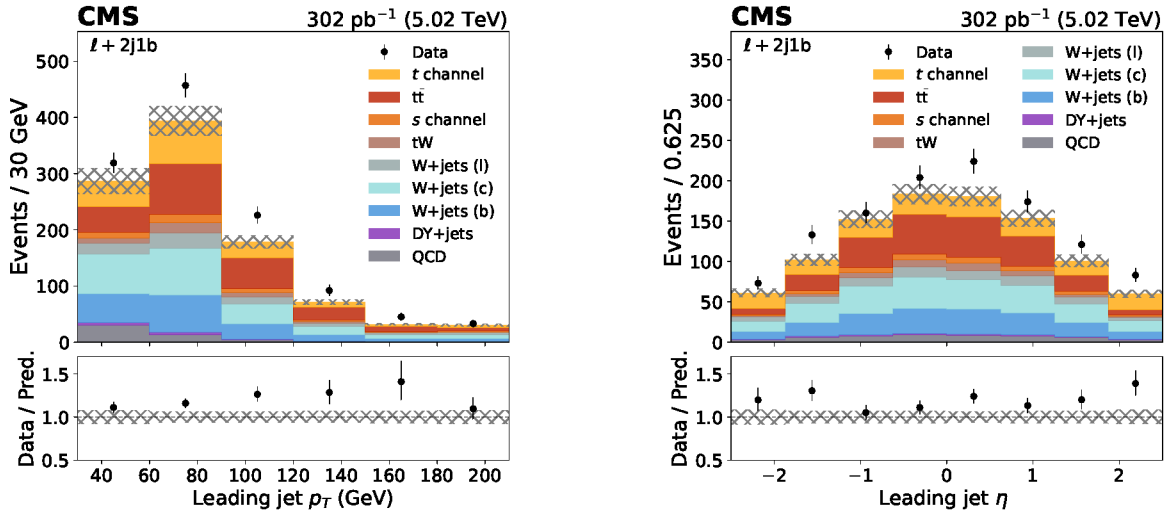 CMS 302 pb⁻¹ (5.02 TeV)
ℓ + 2j1b
Events / 30 GeV
500
400
300
200
100
0
Data
t channel
tt̄
s channel
tW
W+jets (l)
W+jets (c)
W+jets (b)
DY+jets
QCD
Data / Pred.
1.5
1.0
0.5
40 60 80 100 120 140 160 180 200
Leading jet p_T (GeV)
CMS 302 pb⁻¹ (5.02 TeV)
ℓ + 2j1b
Events / 0.625
350
300
250
200
150
100
50
0
Data
t channel
tt̄
s channel
tW
W+jets (l)
W+jets (c)
W+jets (b)
DY+jets
QCD
Data / Pred.
1.5
1.0
0.5
−2 −1 0 1 2
Leading jet η